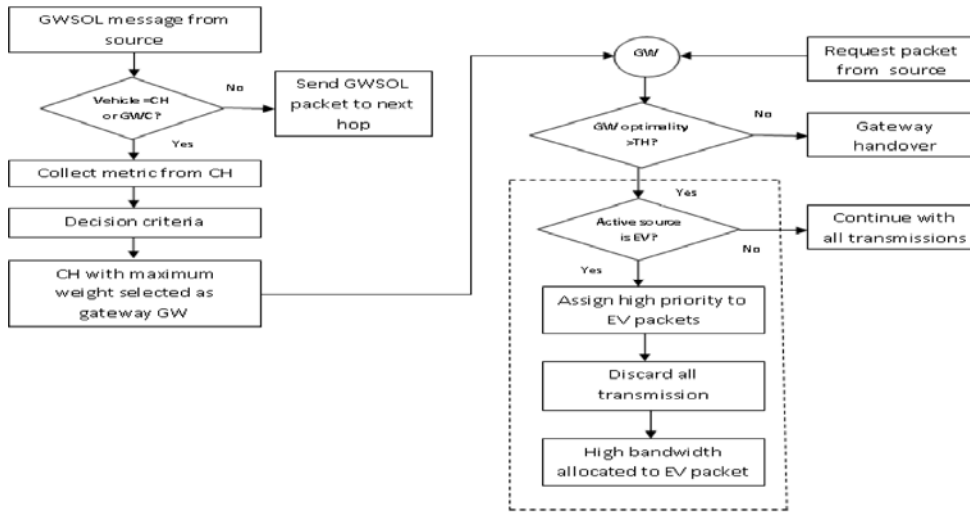 GWSOL message from
source
Vehicle =CH
or GWC?
No
Send GWSOL
packet to next
hop
Yes
Collect metric from CH
Decision criteria
CH with maximum
weight selected as
gateway GW
GW
Request packet
from source
GW optimality
>TH?
No
Gateway
handover
Yes
Active source
is EV?
No
Continue with
all transmissions
Yes
Assign high priority to
EV packets
Discard all
transmission
High bandwidth
allocated to EV packet